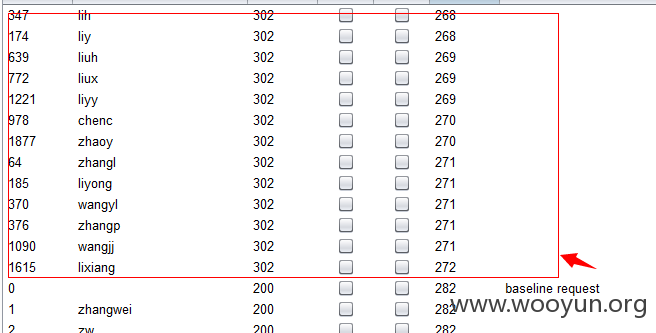 347 lih 302 268
174 liy 302 268
639 liuh 302 269
772 liux 302 269
1221 liyy 302 269
978 chenc 302 270
1877 zhaoy 302 270
64 zhangl 302 271
185 liyong 302 271
370 wangyl 302 271
376 zhangp 302 271
1090 wangjj 302 271
1615 lixiang 302 272
0 200 282 baseline request
1 zhangwei 200 282
2 zw 200 282
www.wooyun.org